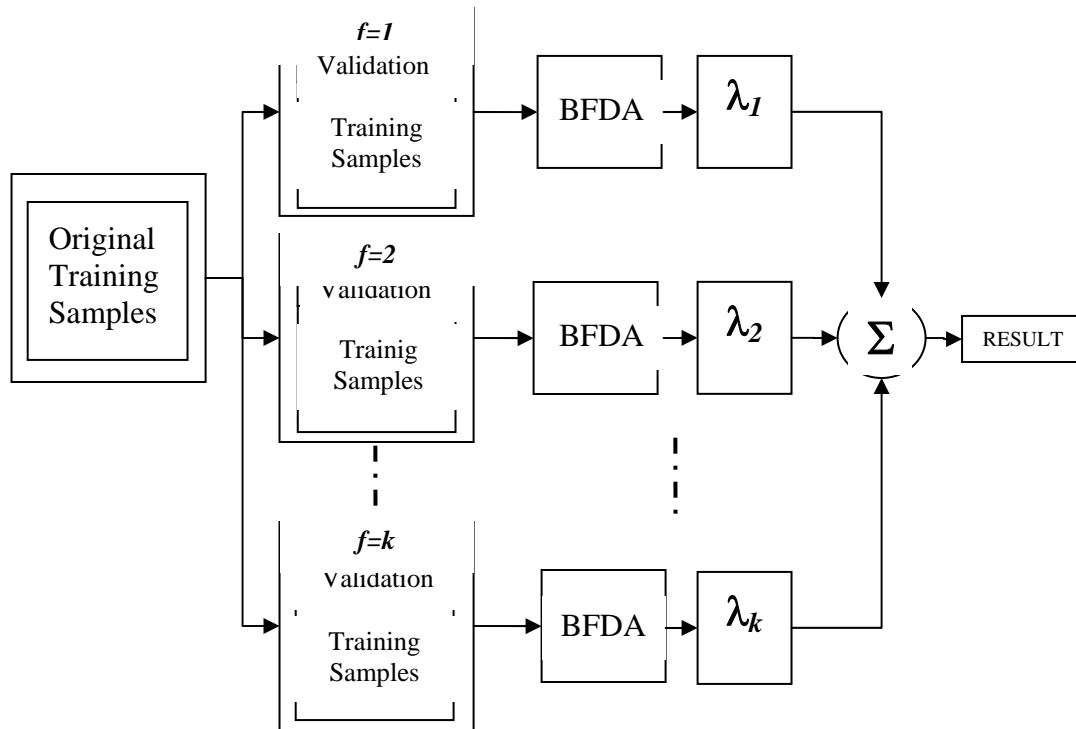 Original
Training
Samples
f=1
Validation
Training
Samples
BFDA
λ1
f=2
Validation
Trainig
Samples
BFDA
λ2
f=k
Validation
Training
Samples
BFDA
λk
Σ
RESULT